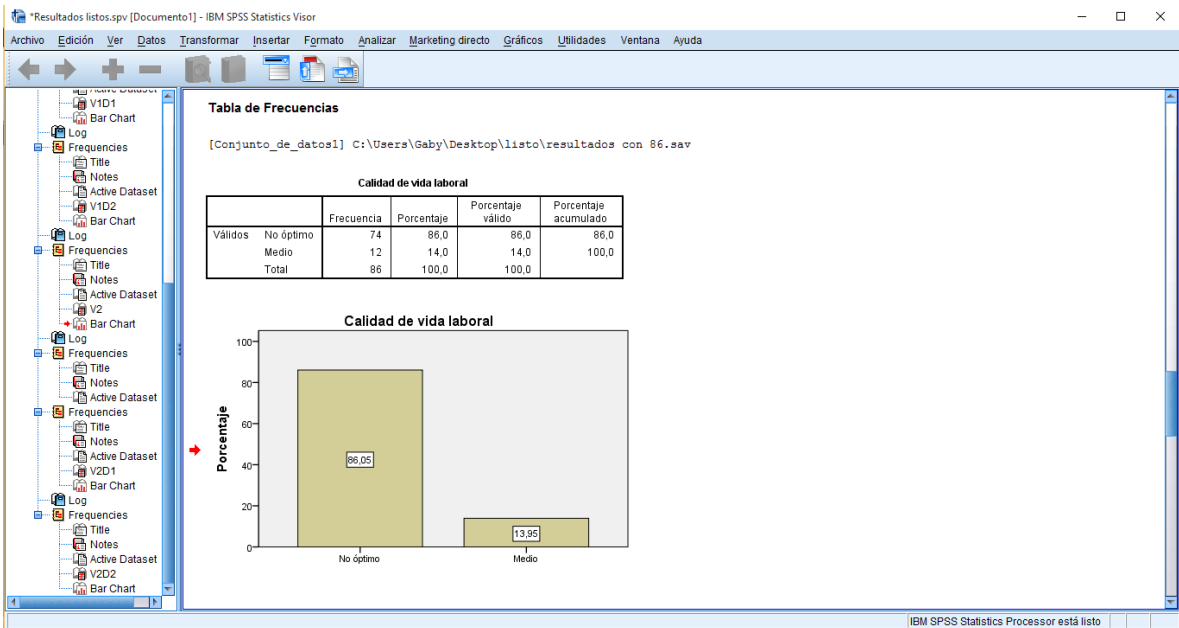 *Resultados listos.spv [Documento1] - IBM SPSS Statistics Visor
Archivo Edición Ver Datos Transformar Insertar Formato Analizar Marketing directo Gráficos Utilidades Ventana Ayuda
Active Dataset
V1D1
Bar Chart
Log
Frequencies
Title
Notes
Active Dataset
V1D2
Bar Chart
Log
Frequencies
Title
Notes
Active Dataset
V2
Bar Chart
Log
Frequencies
Title
Notes
Active Dataset
Frequencies
Title
Notes
Active Dataset
V2D1
Bar Chart
Log
Frequencies
Title
Notes
Active Dataset
V2D2
Bar Chart
Tabla de Frecuencias
[Conjunto_de_datos1] C:\Users\Gaby\Desktop\listo\resultados con 86.sav
Calidad de vida laboral
Frecuencia Porcentaje Porcentaje válido Porcentaje acumulado
Válidos No óptimo 74 86,0 86,0 86,0
Medio 12 14,0 14,0 100,0
Total 86 100,0 100,0
Calidad de vida laboral
Porcentaje
100
80
60
40
20
0
86,05
13,95
No óptimo Medio
IBM SPSS Statistics Processor está listo